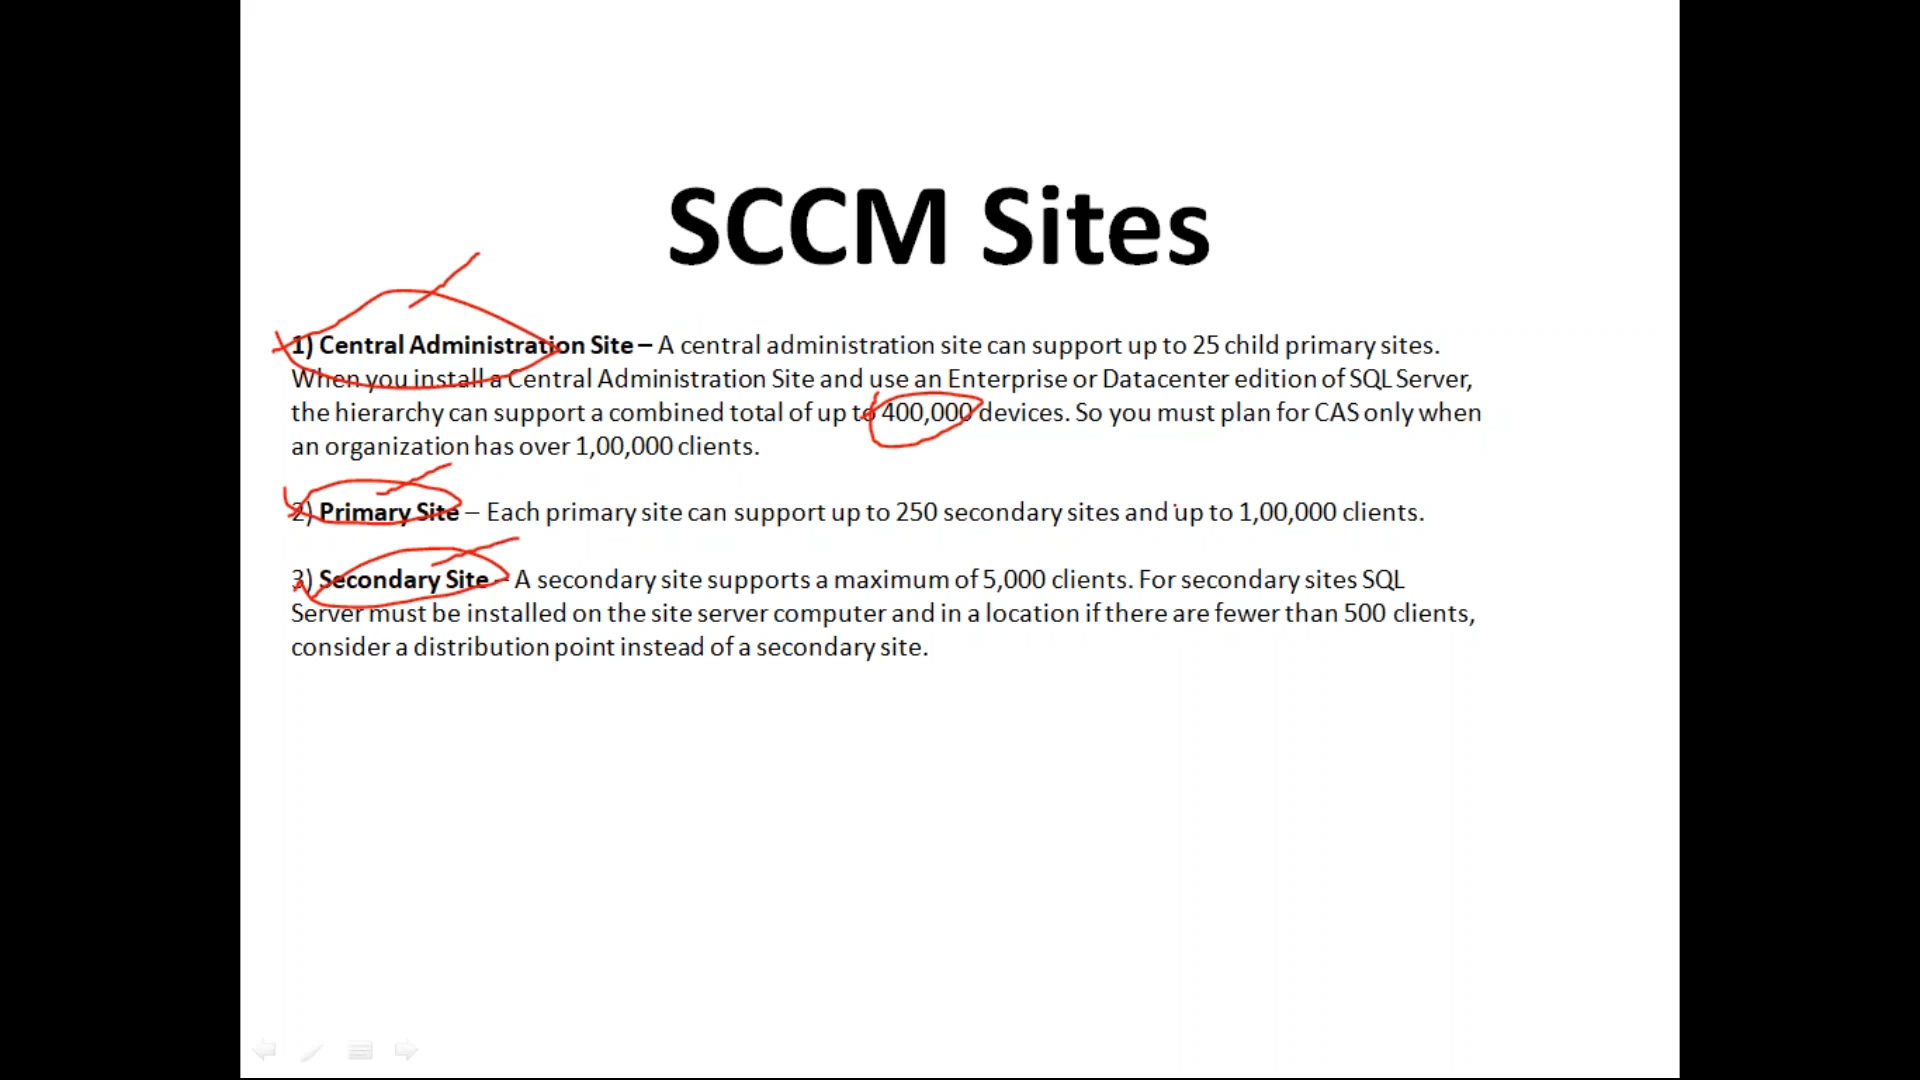 SCCM Sites
1) Central Administration Site – A central administration site can support up to 25 child primary sites.
When you install a Central Administration Site and use an Enterprise or Datacenter edition of SQL Server,
the hierarchy can support a combined total of up to 400,000 devices. So you must plan for CAS only when
an organization has over 1,00,000 clients.
2) Primary Site – Each primary site can support up to 250 secondary sites and up to 1,00,000 clients.
3) Secondary Site – A secondary site supports a maximum of 5,000 clients. For secondary sites SQL
Server must be installed on the site server computer and in a location if there are fewer than 500 clients,
consider a distribution point instead of a secondary site.